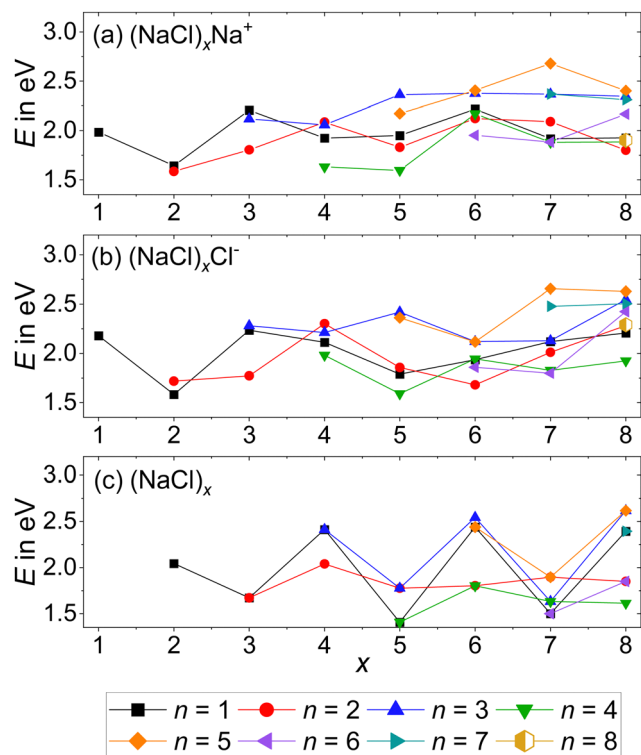 (a) (NaCl)ₓNa⁺
E in eV
3.0
2.5
2.0
1.5
1 2 3 4 5 6 7 8
(b) (NaCl)ₓCl⁻
E in eV
3.0
2.5
2.0
1.5
1 2 3 4 5 6 7 8
(c) (NaCl)ₓ
E in eV
3.0
2.5
2.0
1.5
1 2 3 4 5 6 7 8
x
n = 1 n = 2 n = 3 n = 4
n = 5 n = 6 n = 7 n = 8